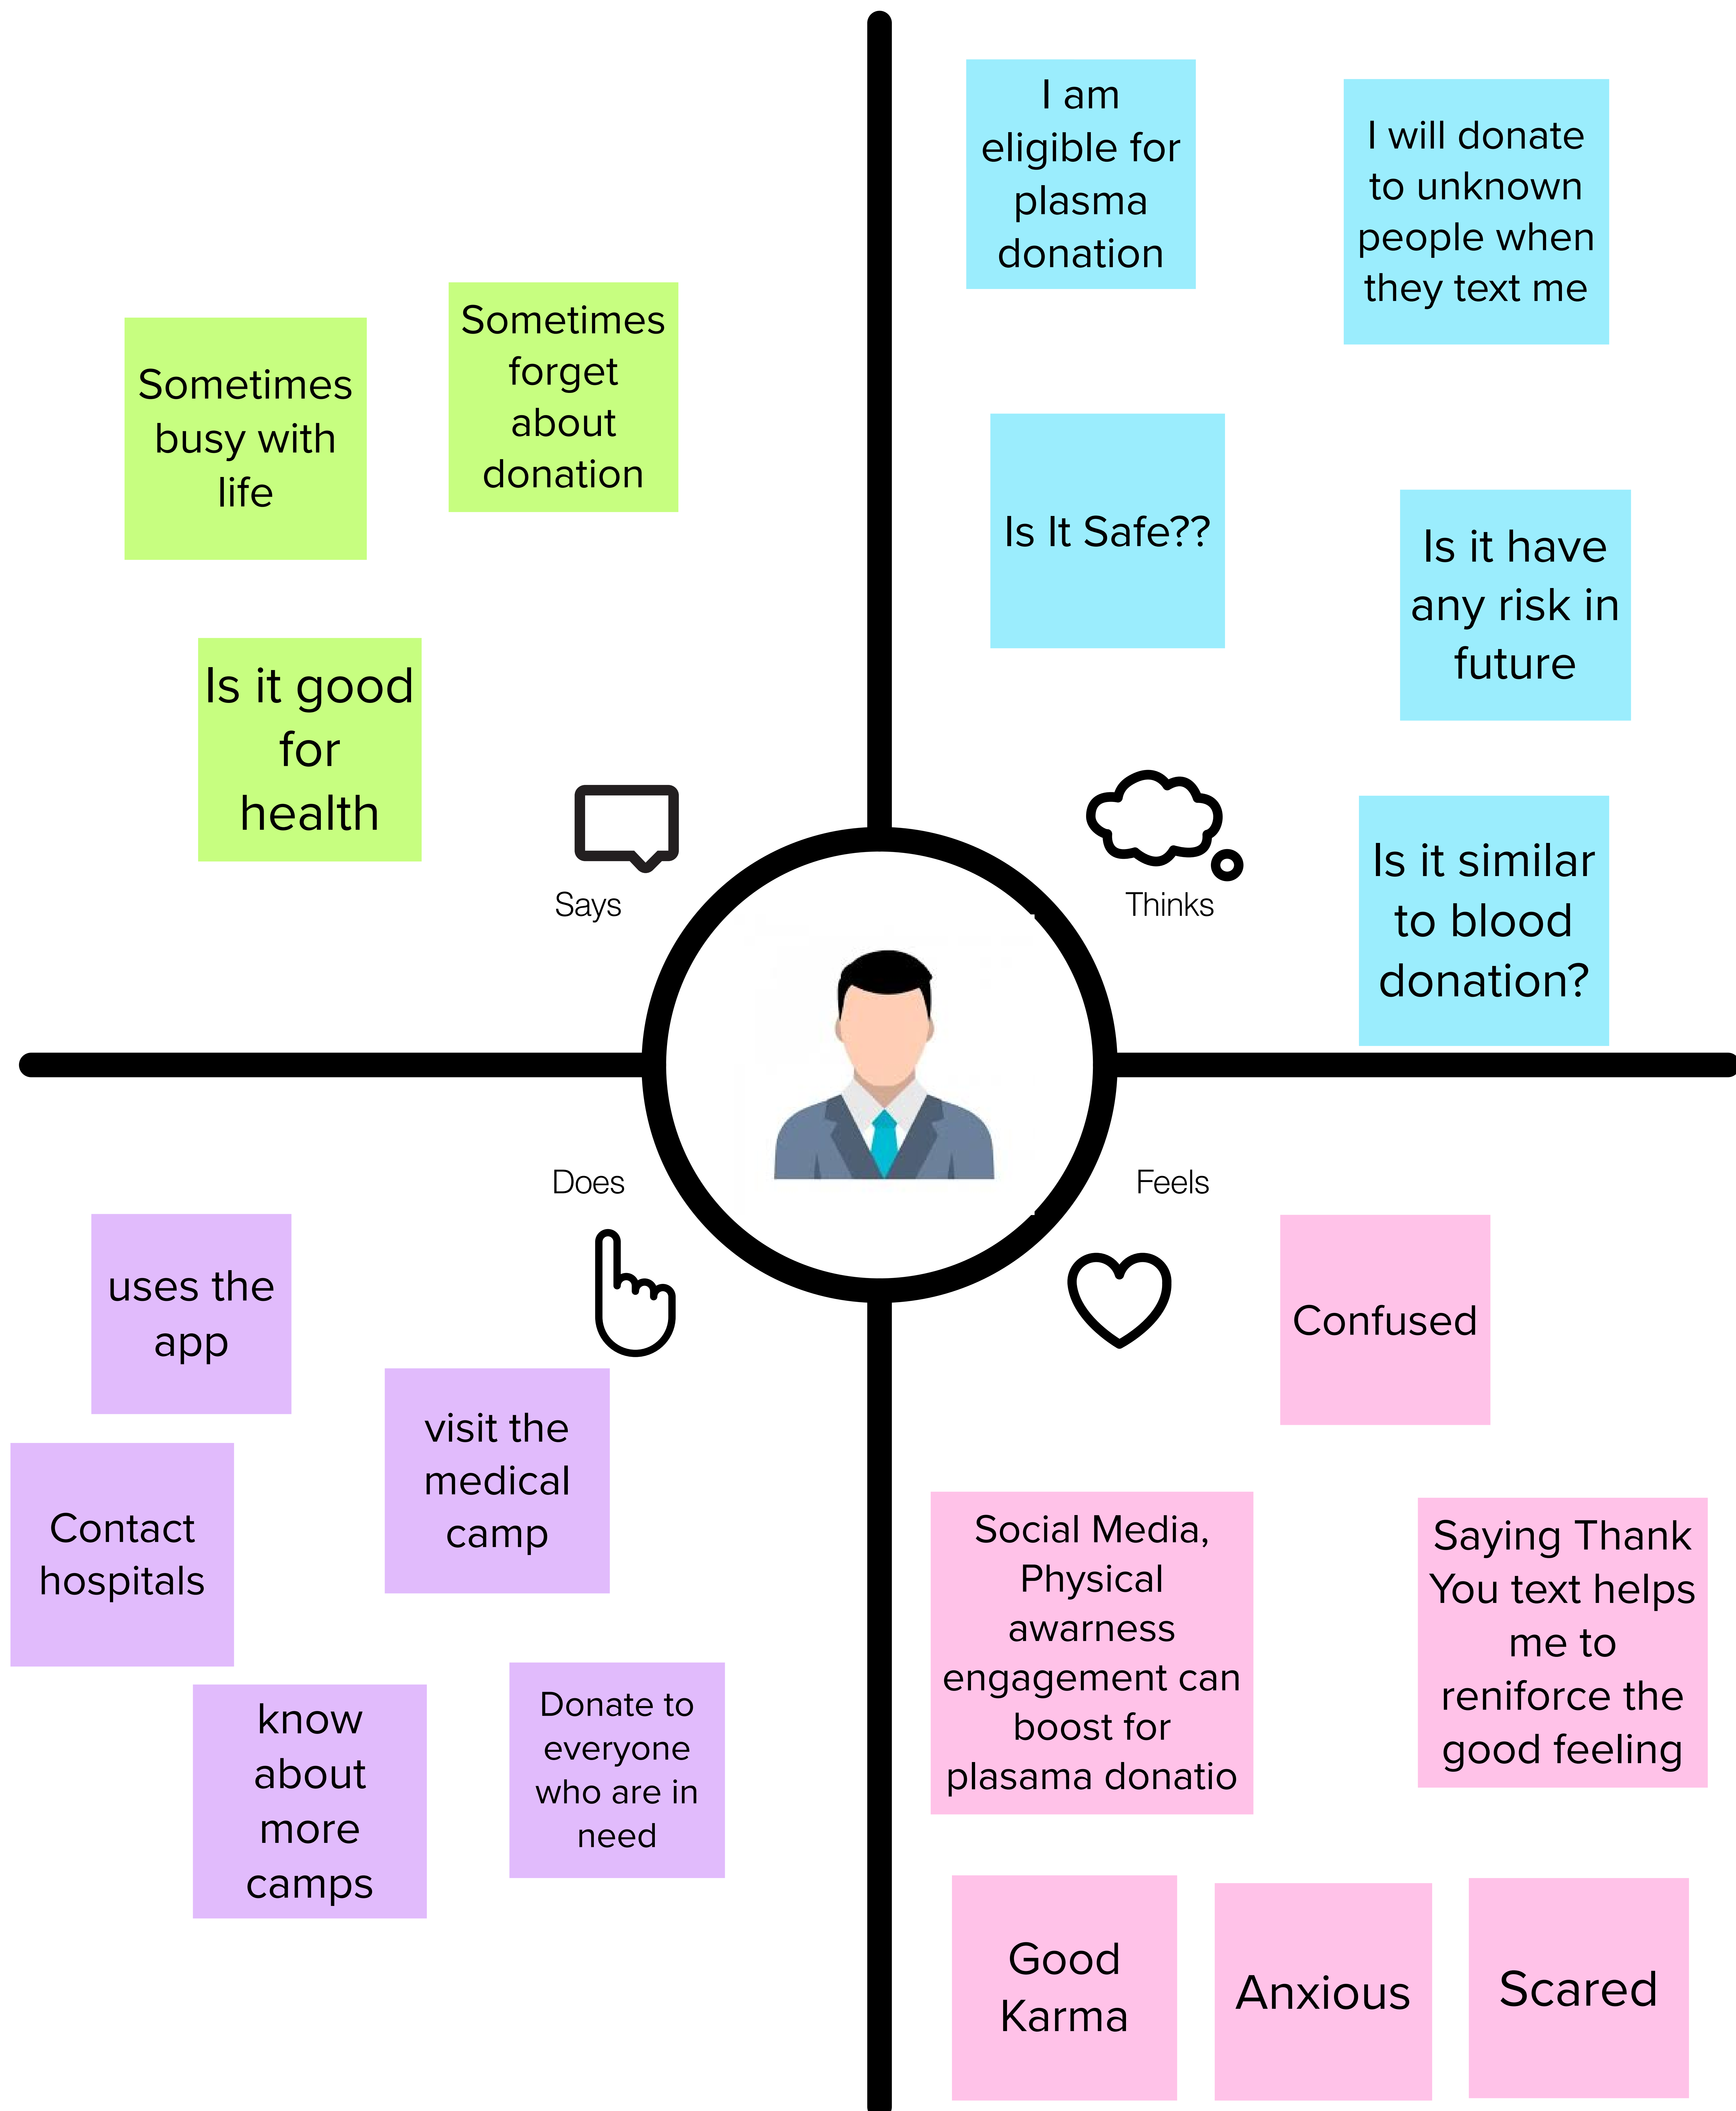 Sometimes
busy with
life
Sometimes
forget
about
donation
Is it good
for
health
Says
I am
eligible for
plasma
donation
I will donate
to unknown
people when
they text me
Is It Safe??
Is it have
any risk in
future
Is it similar
to blood
donation?
Thinks
Does
uses the
app
visit the
medical
camp
Contact
hospitals
know
about
more
camps
Donate to
everyone
who are in
need
Feels
Confused
Social Media,
Physical
awarness
engagement can
boost for
plasama donatio
Saying Thank
You text helps
me to
reniforce the
good feeling
Good
Karma
Anxious
Scared